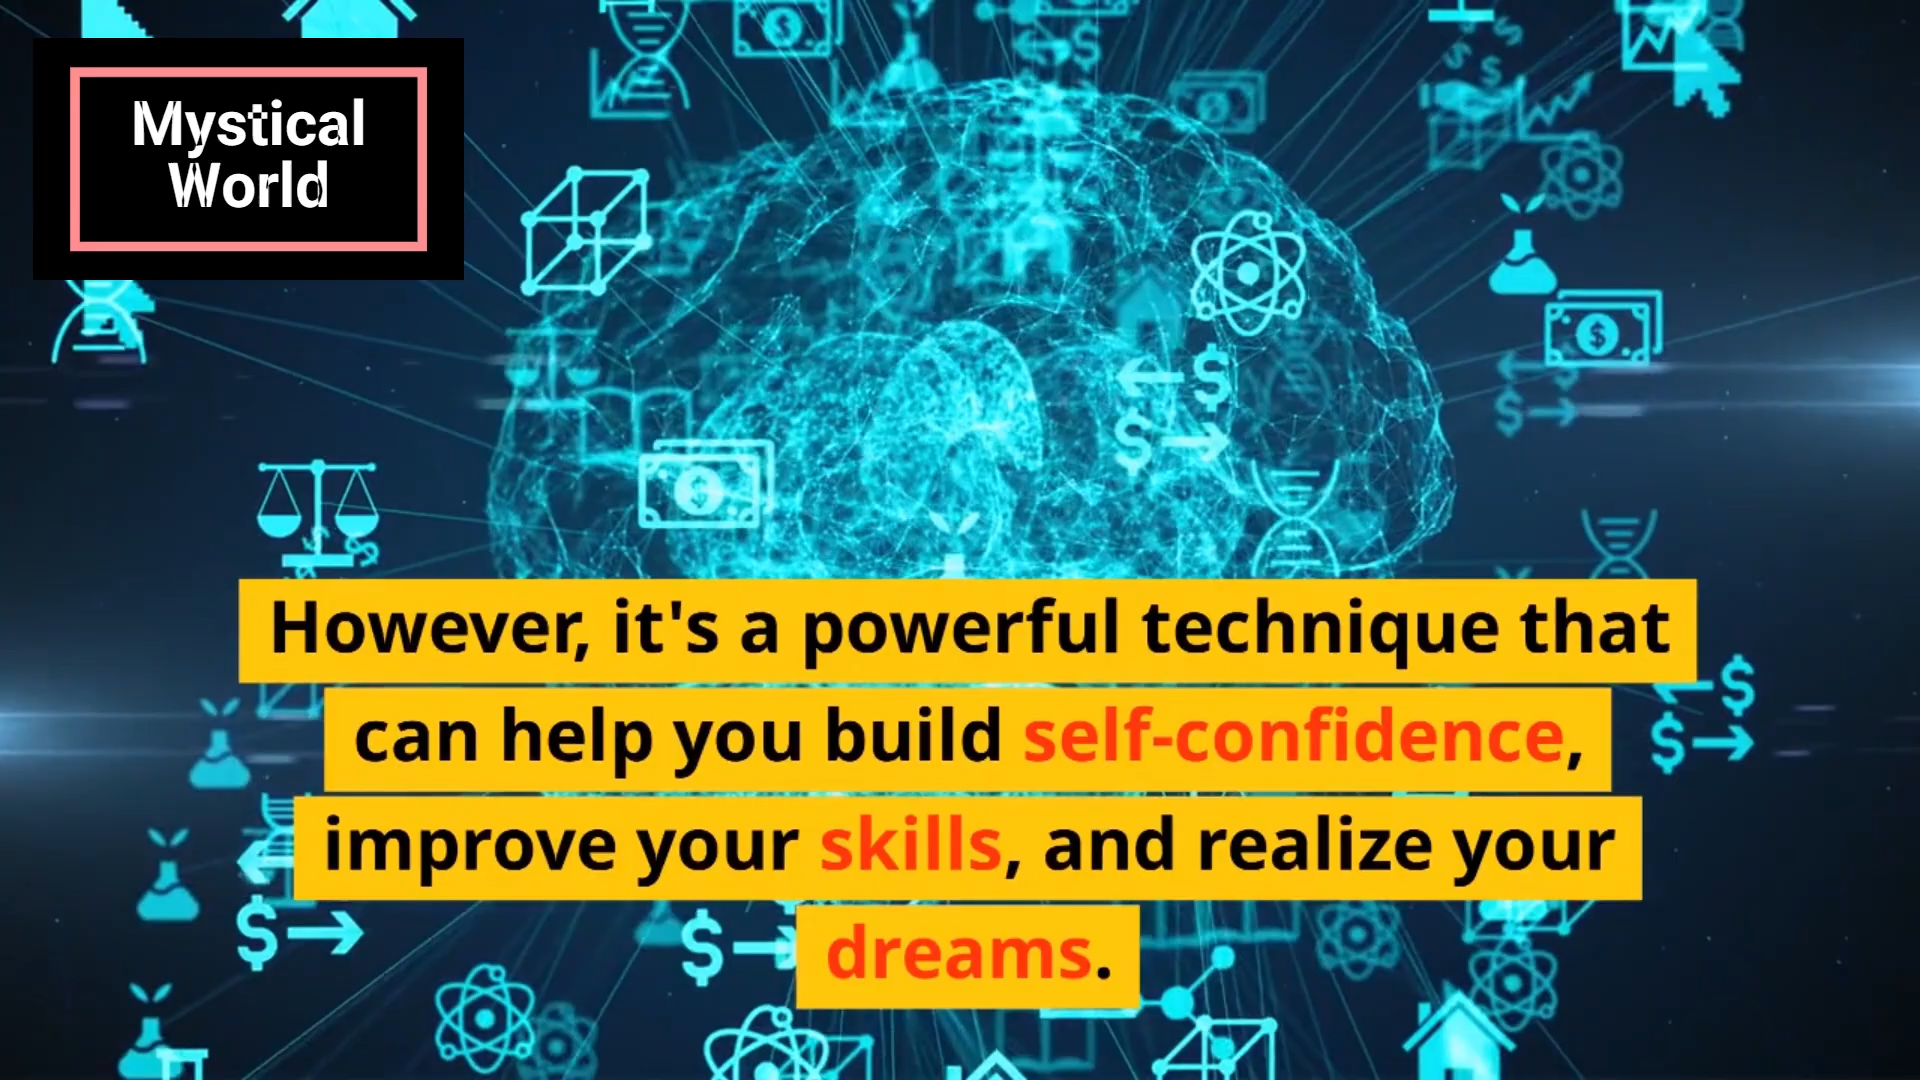 Mystical
World
However, it's a powerful technique that
can help you build self-confidence,
improve your skills, and realize your
dreams.